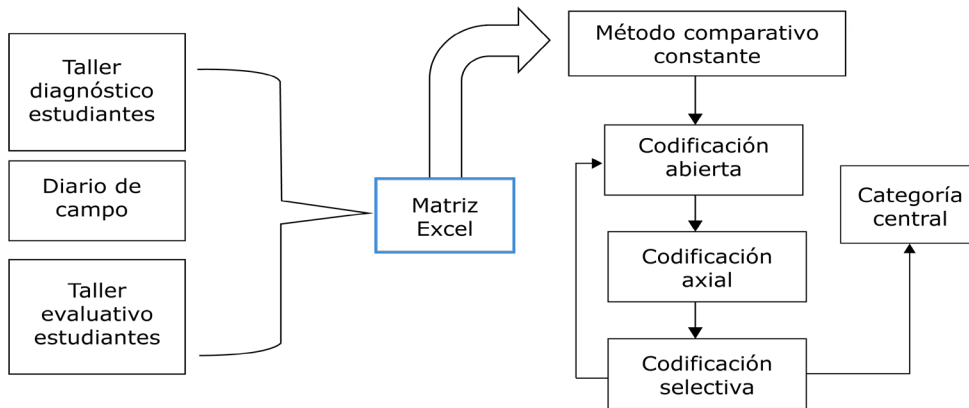 Taller
diagnóstico
estudiantes
Diario de
campo
Taller
evaluativo
estudiantes
Matriz
Excel
Método comparativo
constante
Codificación
abierta
Codificación
axial
Codificación
selectiva
Categoría
central